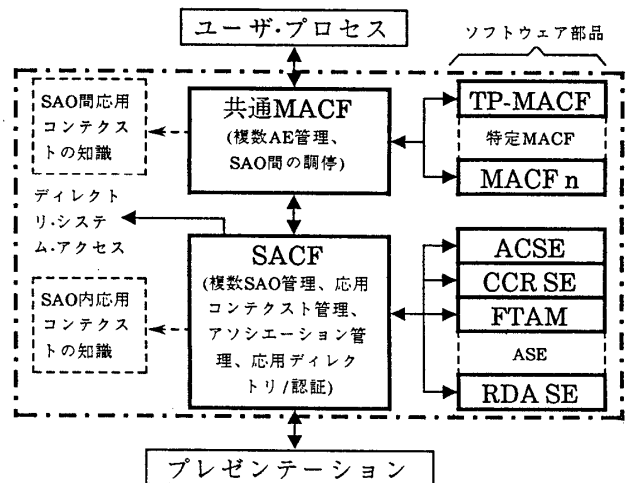 ユーザ・プロセス
ソフトウェア部品
SAO間応用
コンテクス
トの知識
共通MACF
(複数AE管理、
SAO間の調停)
TP-MACF
特定MACF
MACF n
ディレクト
リ・システ
ム・アクセス
SACF
(複数SAO管理、応用
コンテクスト管理、
アソシエーション管
理、応用ディレク
トリ/認証)
SAO内応用
コンテクス
トの知識
ACSE
CCR SE
FTAM
ASE
RDA SE
プレゼンテーション